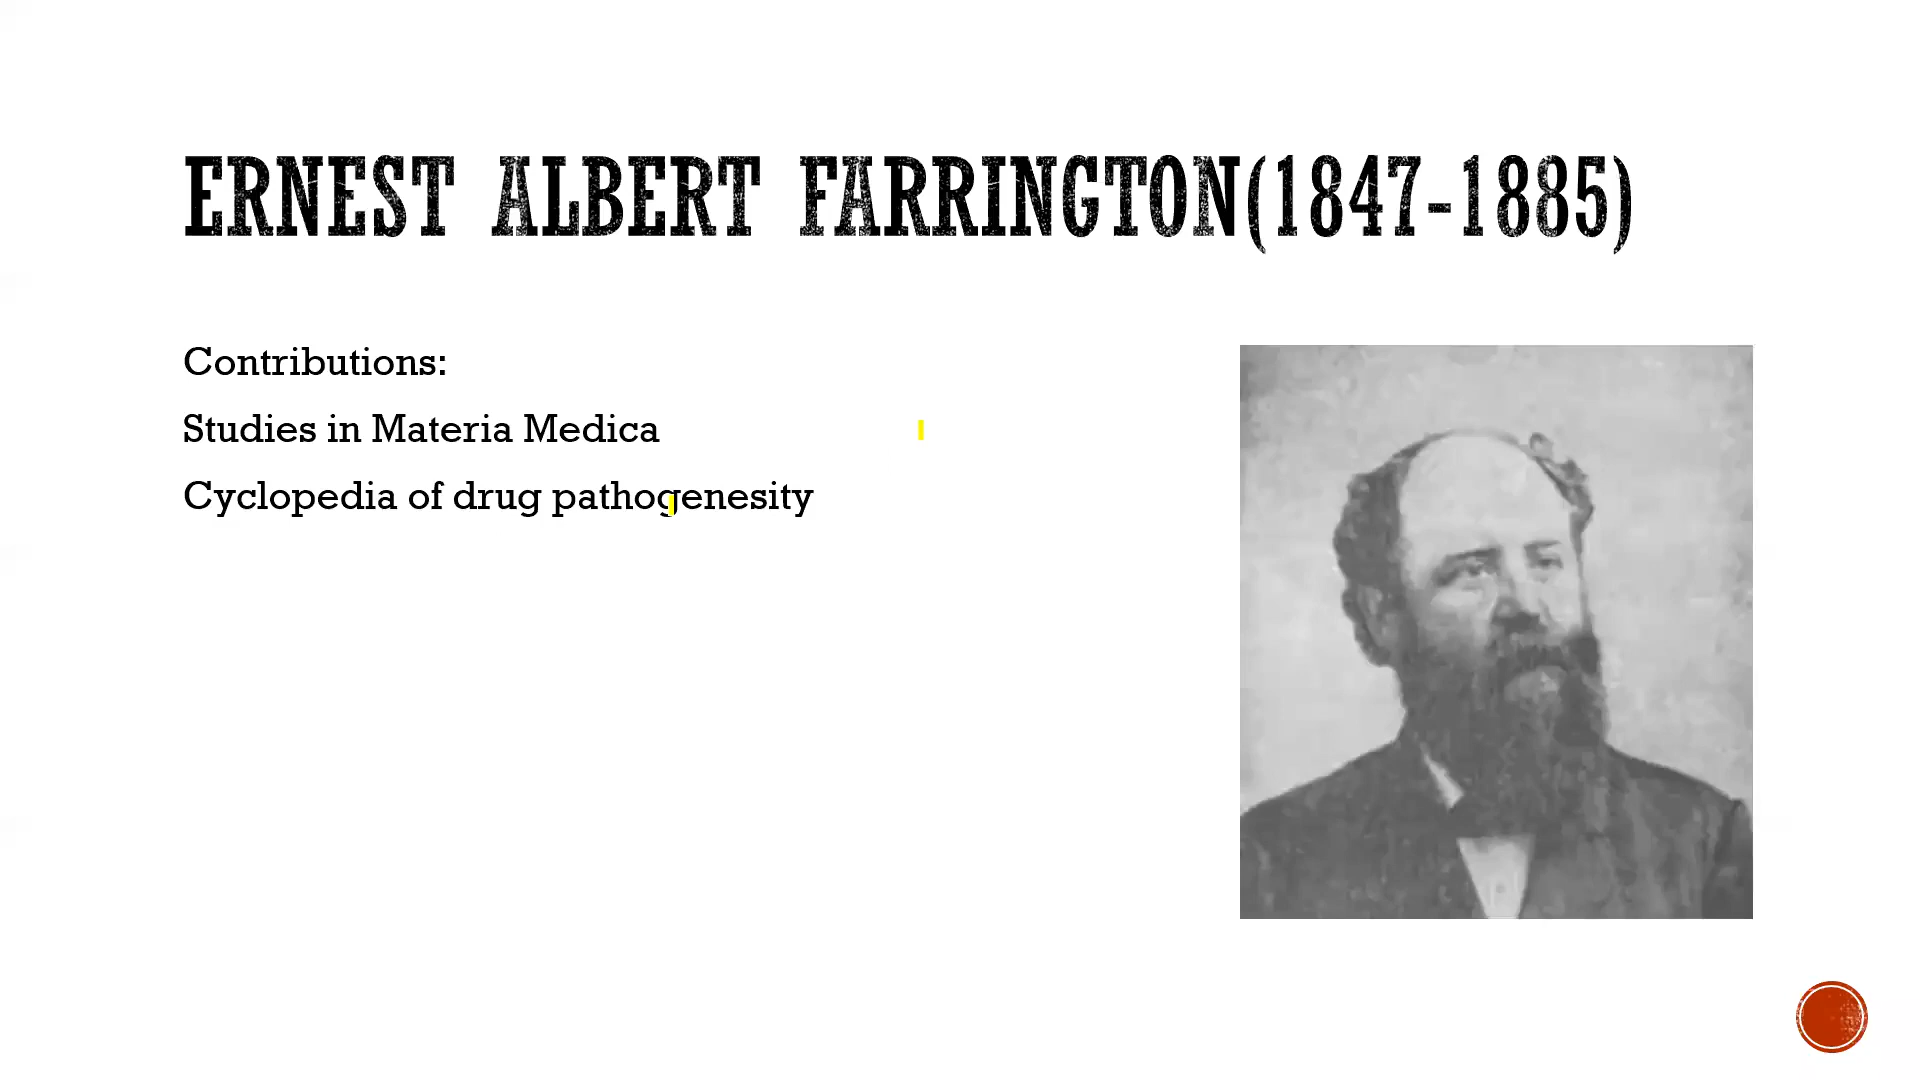 ERNEST ALBERT FARRINGTON(1847-1885)
Contributions:
Studies in Materia Medica
Cyclopedia of drug pathogenesity